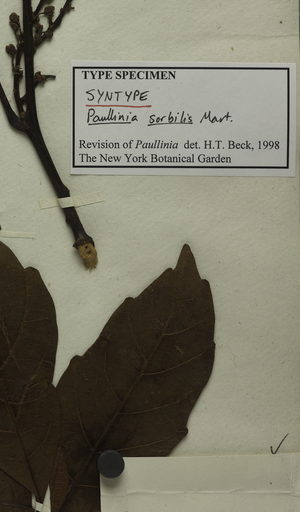 TYPE SPECIMEN
SYNTYPE
Paullinia sorbilis Mart.
Revision of Paullinia det. H.T. Beck, 1998
The New York Botanical Garden